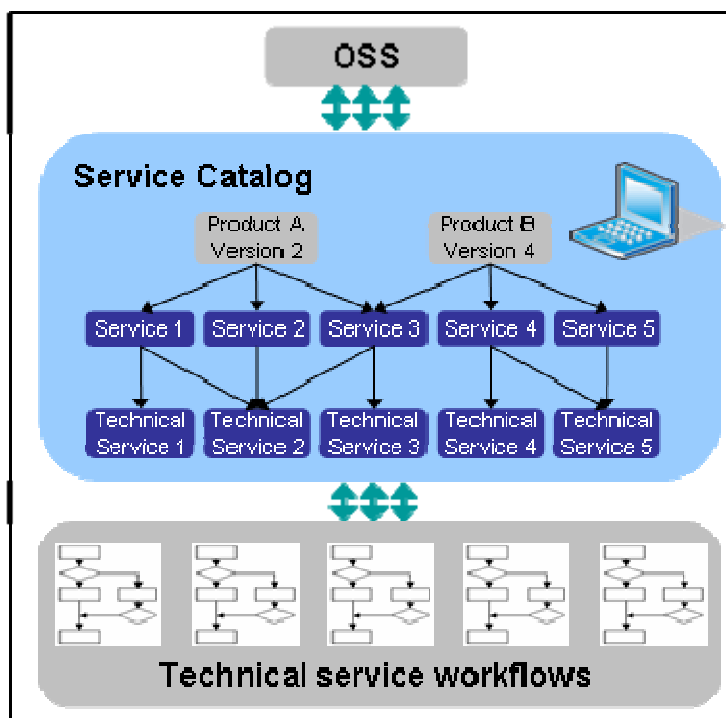 OSS
Service Catalog
Product A
Version 2
Product B
Version 4
Service 1
Service 2
Service 3
Service 4
Service 5
Technical
Service 1
Technical
Service 2
Technical
Service 3
Technical
Service 4
Technical
Service 5
Technical service workflows